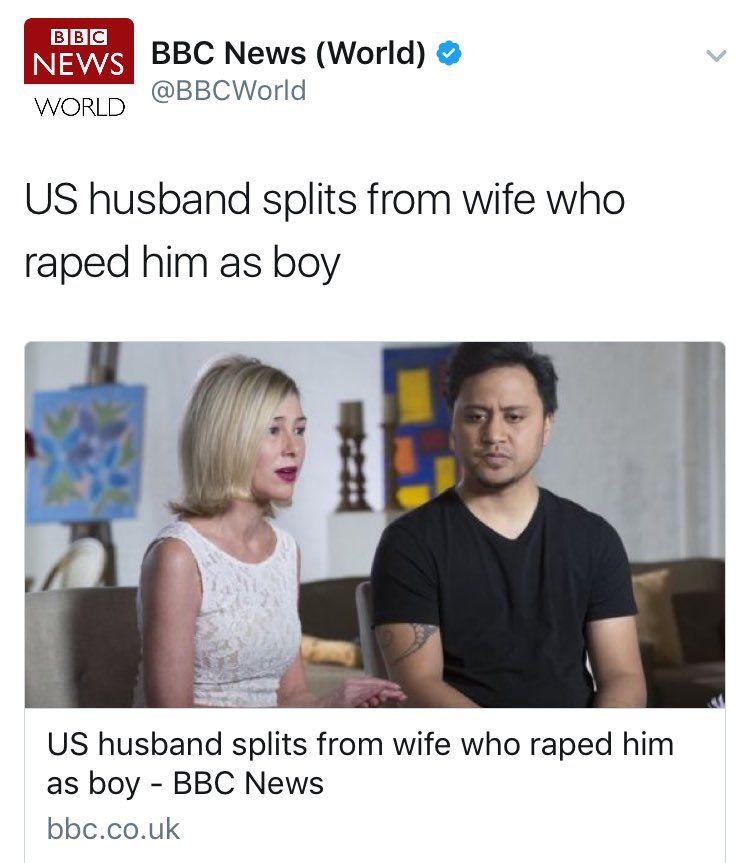 BBC
NEWS
WORLD
BBC News (World)
@BBCWorld
US husband splits from wife who
raped him as boy
US husband splits from wife who raped him
as boy - BBC News
bbc.co.uk